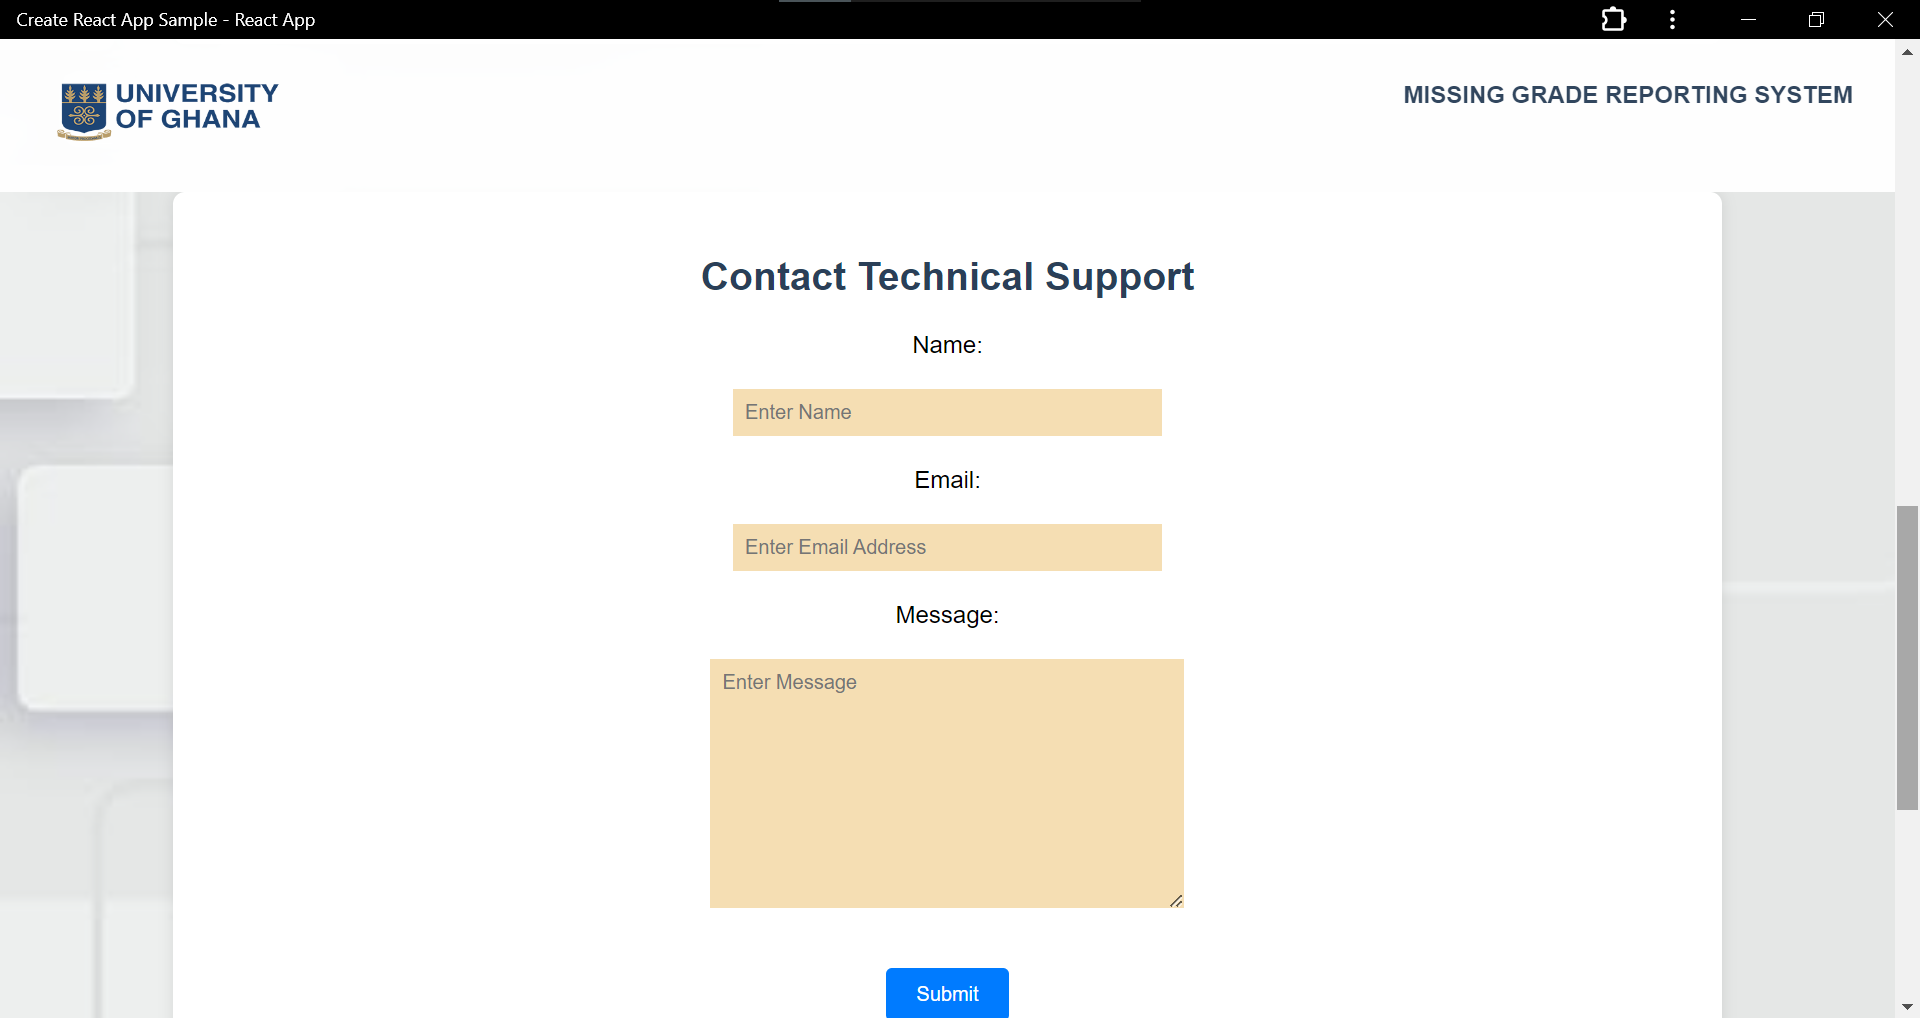 Create React App Sample - React App
UNIVERSITY
OF GHANA
MISSING GRADE REPORTING SYSTEM
Contact Technical Support
Name:
Enter Name
Email:
Enter Email Address
Message:
Enter Message
Submit